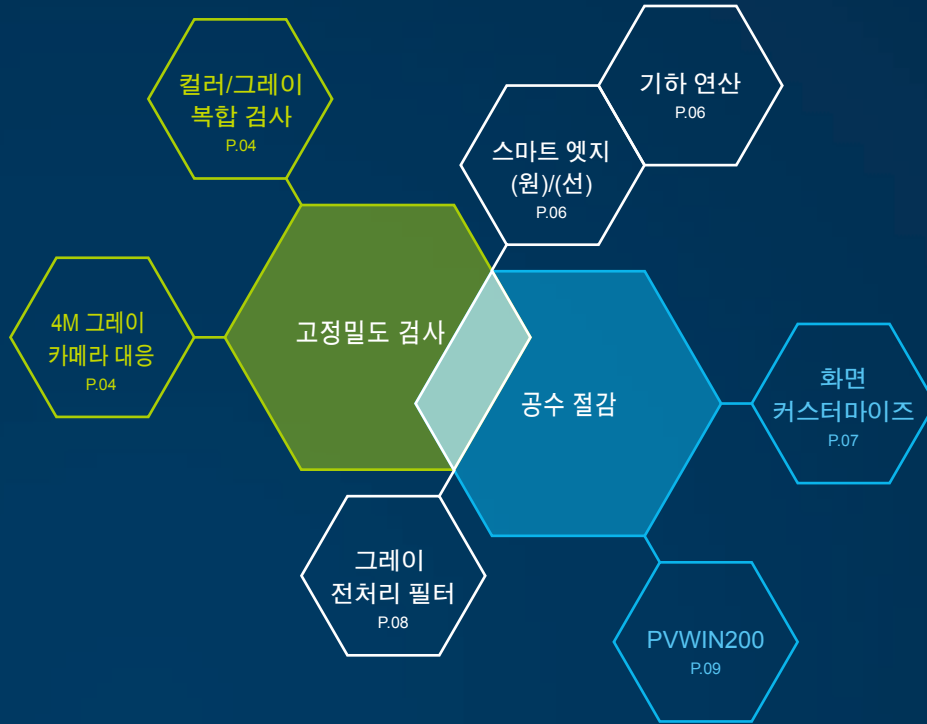 컬러/그레이
복합 검사
P.04
기하 연산
P.06
스마트 엣지
(원)/(선)
P.06
4M 그레이
카메라 대응
P.04
고정밀도 검사
공수 절감
화면
커스터마이즈
P.07
그레이
전처리 필터
P.08
PVWIN200
P.09